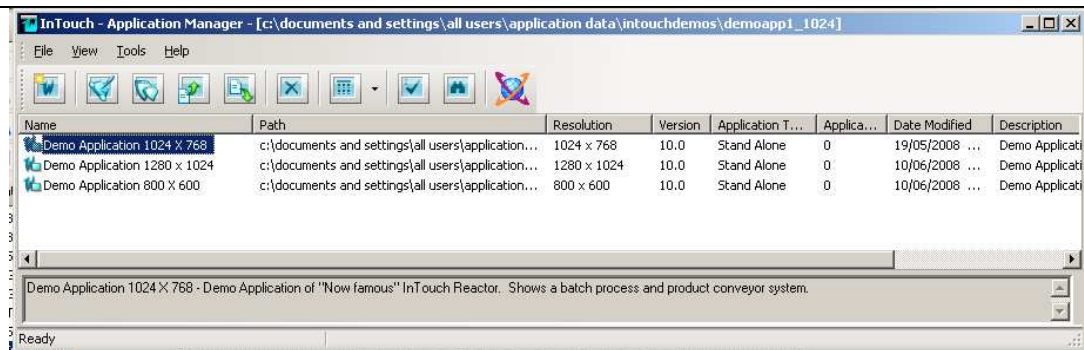 InTouch - Application Manager - [c:\documents and settings\all users\application data\intouchdemos\demoapp1_1024]
File View Tools Help
Name Path Resolution Version Application T... Applica... Date Modified Description
Demo Application 1024 X 768 c:\documents and settings\all users\application... 1024 x 768 10.0 Stand Alone 0 19/05/2008 ... Demo Applicati
Demo Application 1280 x 1024 c:\documents and settings\all users\application... 1280 x 1024 10.0 Stand Alone 0 10/06/2008 ... Demo Applicati
Demo Application 800 X 600 c:\documents and settings\all users\application... 800 x 600 10.0 Stand Alone 0 10/06/2008 ... Demo Applicati
Demo Application 1024 X 768 - Demo Application of "Now famous" InTouch Reactor. Shows a batch process and product conveyor system.
Ready